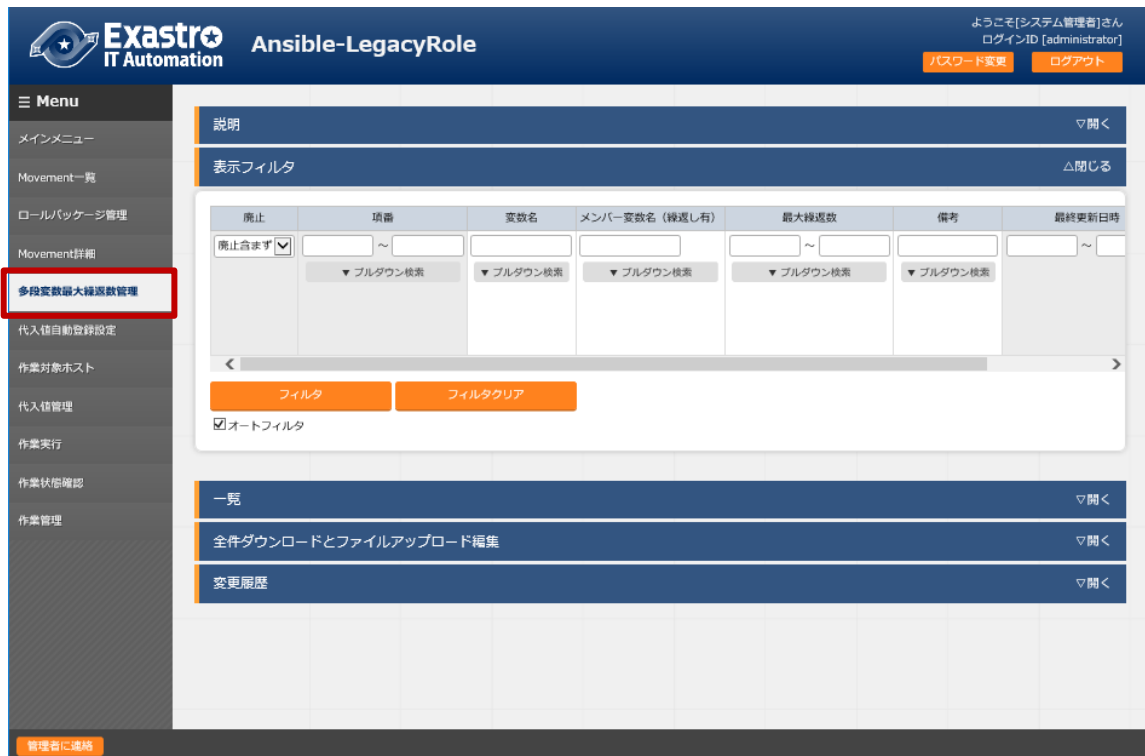 Exastro
IT Automation
Ansible-LegacyRole
ようこそ[システム管理者]さん
ログインID [administrator]
パスワード変更
ログアウト
Menu
メインメニュー
Movement一覧
ロールパッケージ管理
Movement詳細
多段変数最大繰返数管理
代入値自動登録設定
作業対象ホスト
代入値管理
作業実行
作業状態確認
作業管理
説明
▽開く
表示フィルタ
△閉じる
廃止 項番 変数名 メンバー変数名（繰返し有） 最大繰返数 備考 最終更新日時
廃止含まず ～ ～ ～
▼ プルダウン検索 ▼ プルダウン検索 ▼ プルダウン検索 ▼ プルダウン検索 ▼ プルダウン検索
フィルタ
フィルタクリア
オートフィルタ
一覧
▽開く
全件ダウンロードとファイルアップロード編集
▽開く
変更履歴
▽開く
管理者に連絡